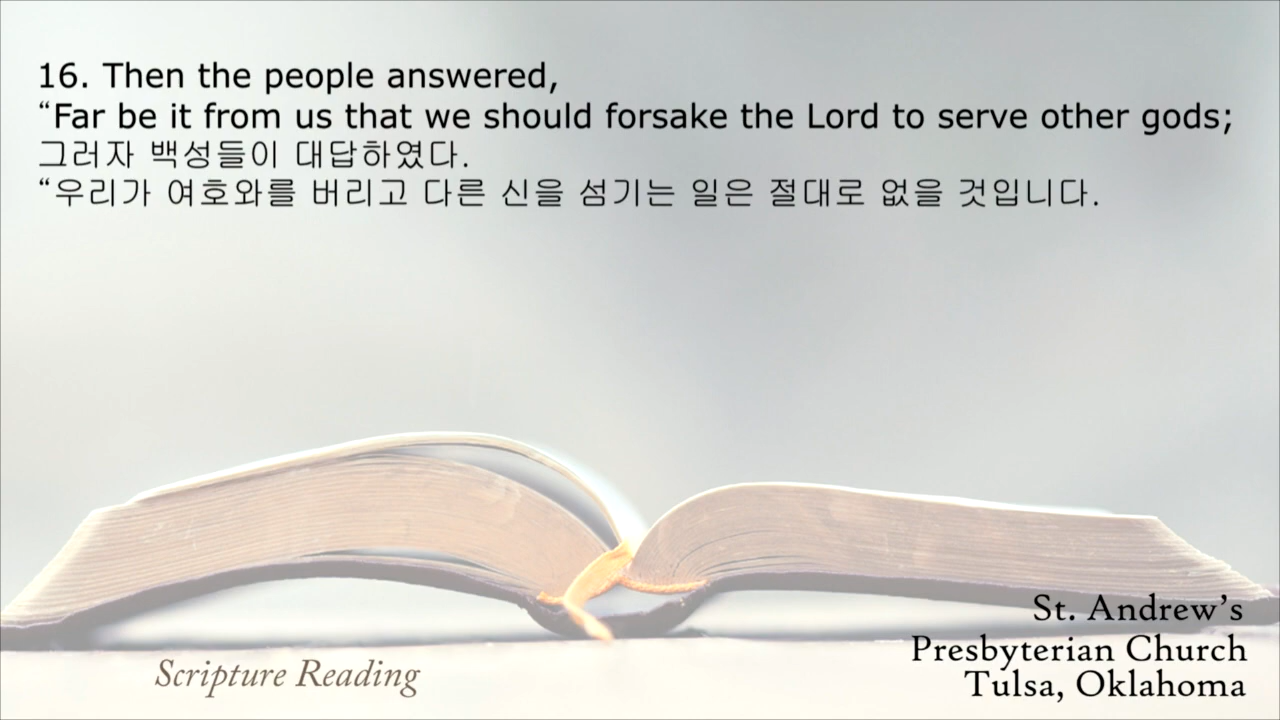 16. Then the people answered,
“Far be it from us that we should forsake the Lord to serve other gods;
그러자 백성들이 대답하였다.
“우리가 여호와를 버리고 다른 신을 섬기는 일은 절대로 없을 것입니다.
Scripture Reading
St. Andrew’s
Presbyterian Church
Tulsa, Oklahoma